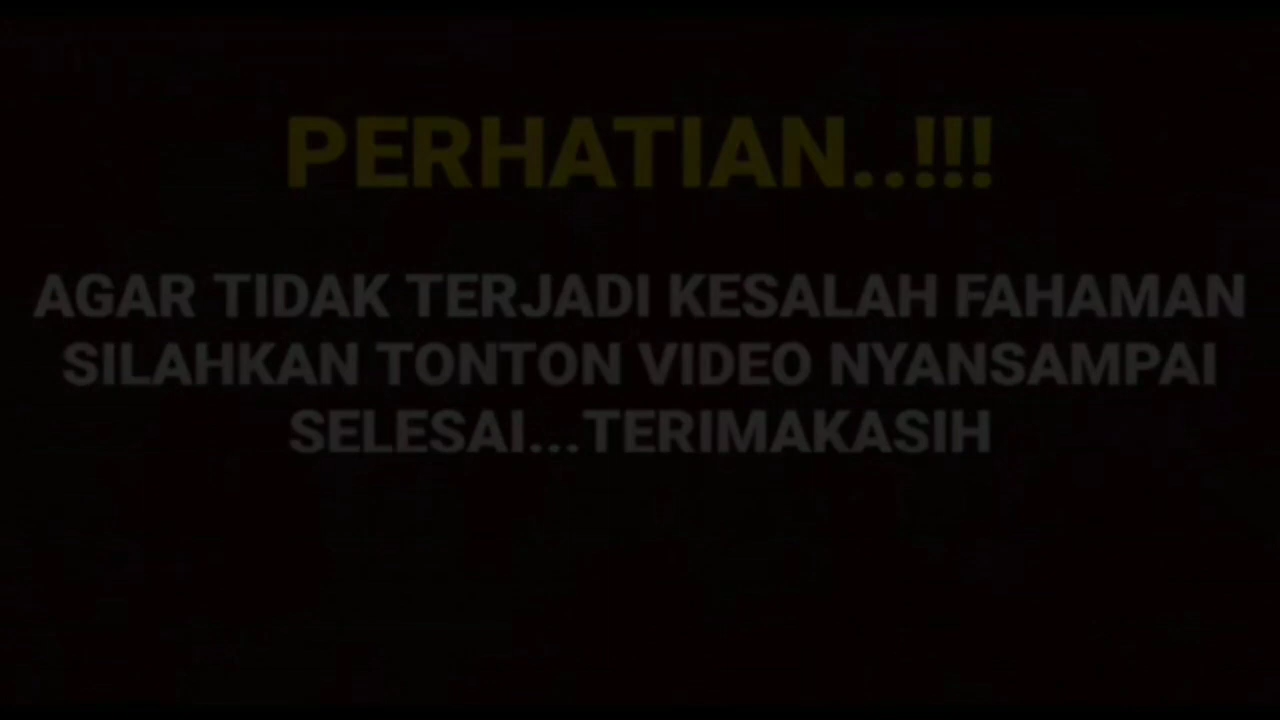 PERHATIAN..!!!
AGAR TIDAK TERJADI KESALAH FAHAMAN
SILAHKAN TONTON VIDEO NYANSAMPAI
SELESAI...TERIMAKASIH